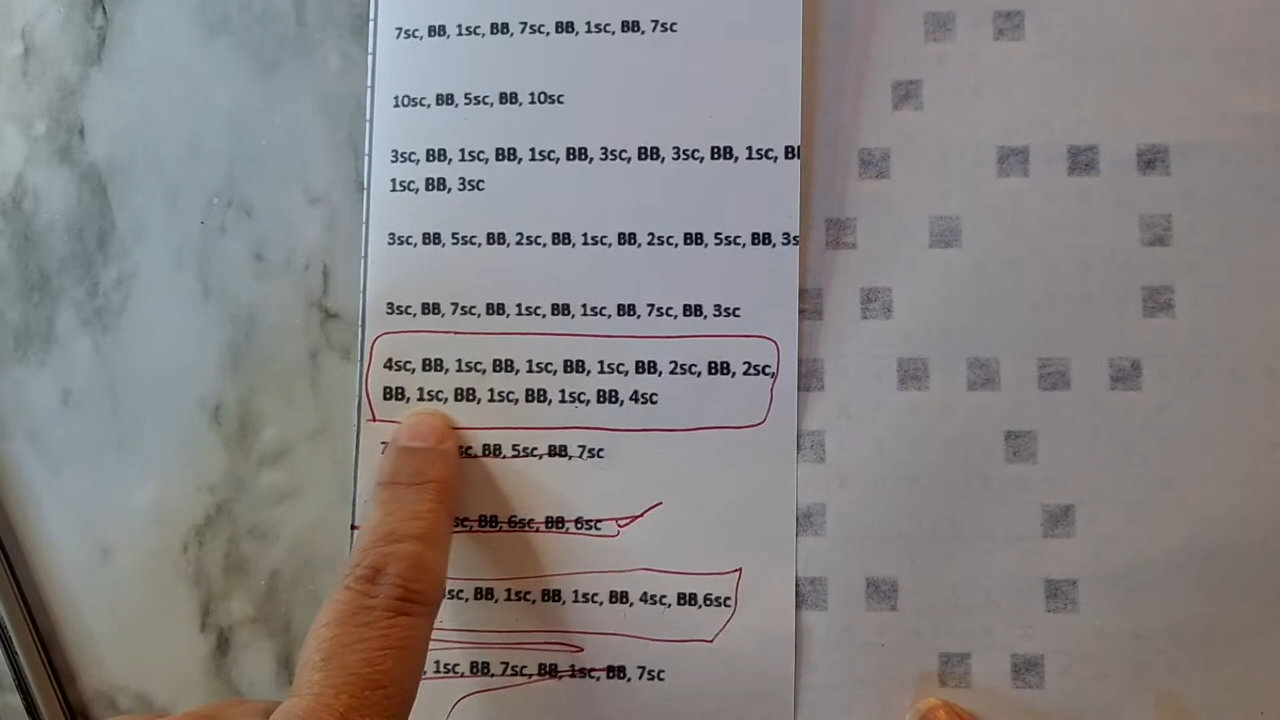 7sc, BB, 1sc, BB, 7sc, BB, 1sc, BB, 7sc
10sc, BB, 5sc, BB, 10sc
3sc, BB, 1sc, BB, 1sc, BB, 3sc, BB, 3sc, BB, 1sc,
1sc, BB, 3sc
3sc, BB, 5sc, BB, 2sc, BB, 1sc, BB, 2sc, BB, 5sc, BB,
3sc, BB, 7sc, BB, 1sc, BB, 1sc, BB, 7sc, BB, 3sc
4sc, BB, 1sc, BB, 1sc, BB, 1sc, BB, 2sc, BB, 2sc,
BB, 1sc, BB, 1sc, BB, 1sc, BB, 4sc
BB, 5sc, BB, 7sc
BB, 6sc, BB, 6sc
BB, 1sc, BB, 1sc, BB, 4sc, BB,6sc
1sc, BB, 7sc, BB, 1sc, BB, 7sc